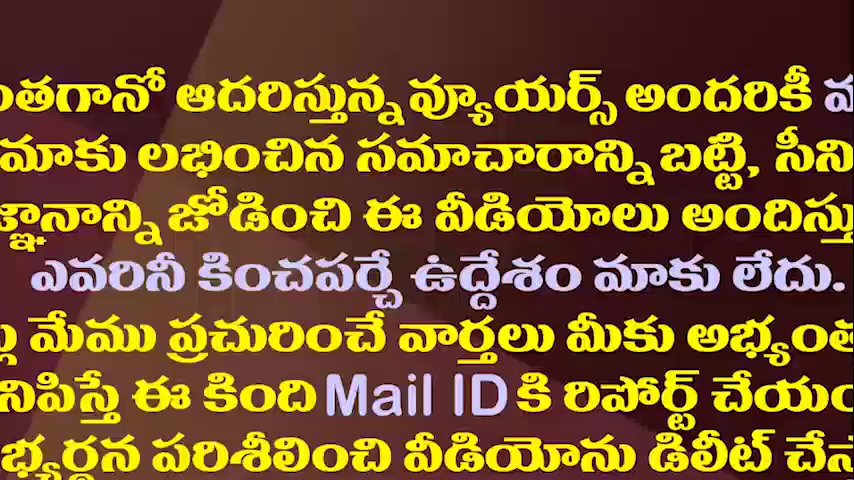 ంతగానో ఆదరిస్తున్న వ్యూయర్స్ అందరికీ
మాకు లభించిన సమాచారాన్ని బట్టి, సీని
జ్ఞానాన్ని జోడించి ఈ వీడియోలు అందిస్తు
ఎవరినీ కించపర్చే ఉద్దేశం మాకు లేదు.
మేము ప్రచురించే వార్తలు మీకు అభ్యంత
నిపిస్తే ఈ కింది Mail ID కి రిపోర్ట్ చేయం
భ్యర్థన పరిశీలించి వీడియోను డిలీట్ చేస